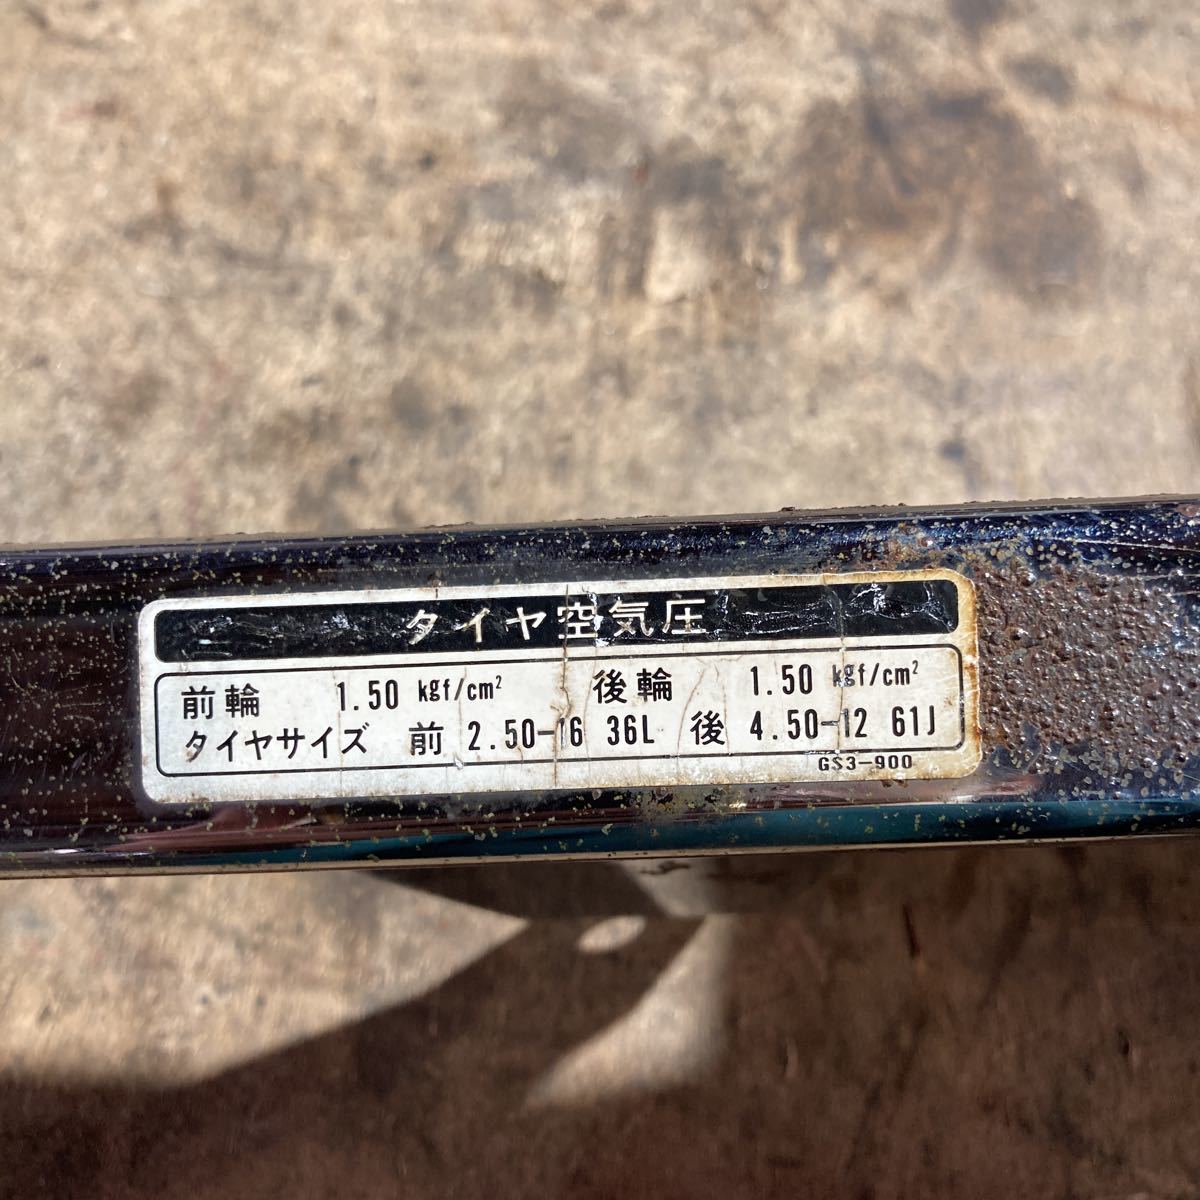 タイヤ空気圧
前輪 1.50 kgf/cm² 後輪 1.50 kgf/cm²
タイヤサイズ 前 2.50-16 36L 後 4.50-12 61J
GS3-900